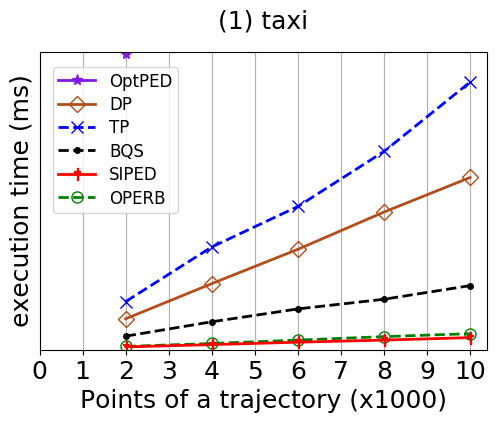 (1) taxi
execution time (ms)
OptPED
DP
TP
BQS
SIPED
OPERB
0 1 2 3 4 5 6 7 8 9 10
Points of a trajectory (x1000)